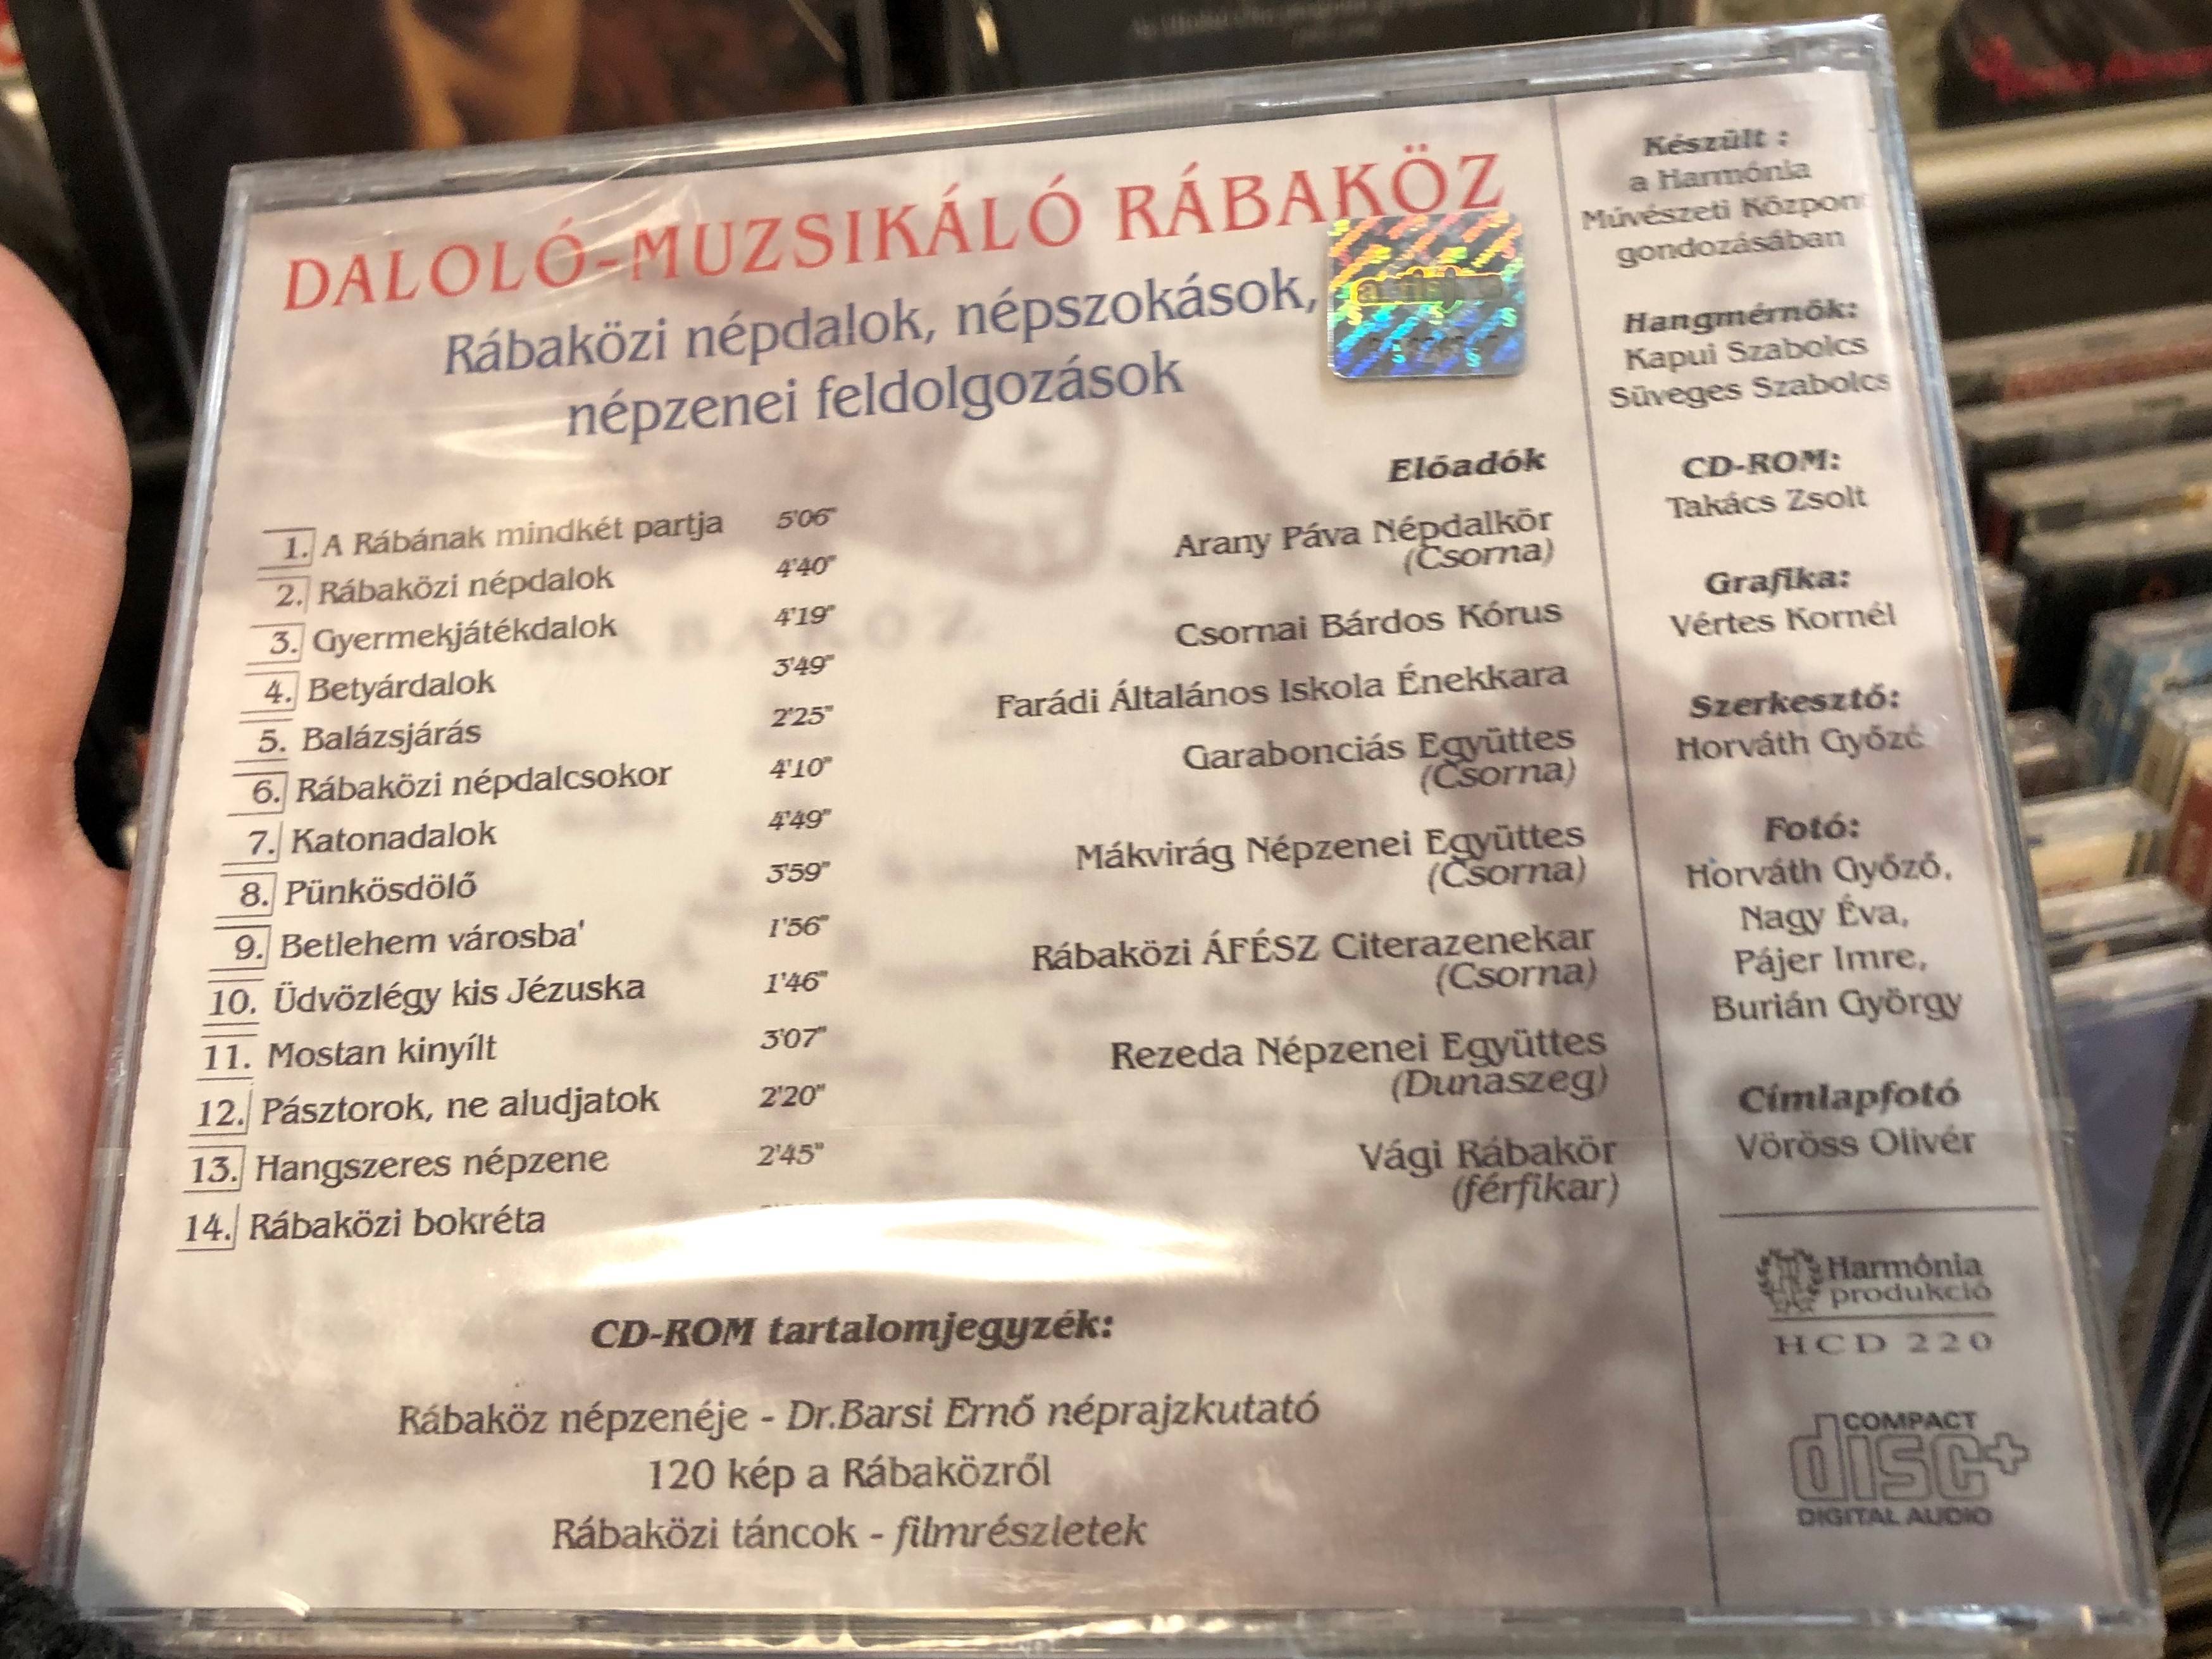 DALOLÓ-MUZSIKÁLÓ RÁBAKÖZ
Rábaközi népdalok, népszokások,
népzenei feldolgozások
1. A Rábának mindkét partja 5'06"
2. Rábaközi népdalok 4'40"
3. Gyermekjátékdalok 4'19"
4. Betyárdalok 3'49"
5. Balázsjárás 2'25"
6. Rábaközi népdalcsokor 4'10"
7. Katonadalok 4'49"
8. Pünkösdölő 3'59"
9. Betlehem városba' 1'56"
10. Üdvözlégy kis Jézuska 1'46"
11. Mostan kinyílt 3'07"
12. Pásztorok, ne aludjatok 2'20"
13. Hangszeres népzene 2'45"
14. Rábaközi bokréta
Előadók
Arany Páva Népdalkör
(Csorna)
Csornai Bárdos Kórus
Farádi Általános Iskola Énekkara
Garabonciás Együttes
(Csorna)
Mákvirág Népzenei Együttes
(Csorna)
Rábaközi ÁFÉSZ Citerazenekar
(Csorna)
Rezeda Népzenei Együttes
(Dunaszeg)
Vági Rábakör
(férfikar)
CD-ROM tartalomjegyzék:
Rábaköz népzenéje - Dr.Barsi Ernő néprajzkutató
120 kép a Rábaközről
Rábaközi táncok - filmrészletek
Készült :
a Harmónia
Művészeti Központ
gondozásában
Hangmérnök:
Kapui Szabolcs
Süveges Szabolcs
CD-ROM:
Takács Zsolt
Grafika:
Vértes Kornél
Szerkesztő:
Horváth Győző
Fotó:
Horváth Győző,
Nagy Éva,
Pájer Imre,
Burián György
Címlapfotó
Vöröss Olivér
Harmónia
produkció
HCD 220
COMPACT
disc+
DIGITAL AUDIO